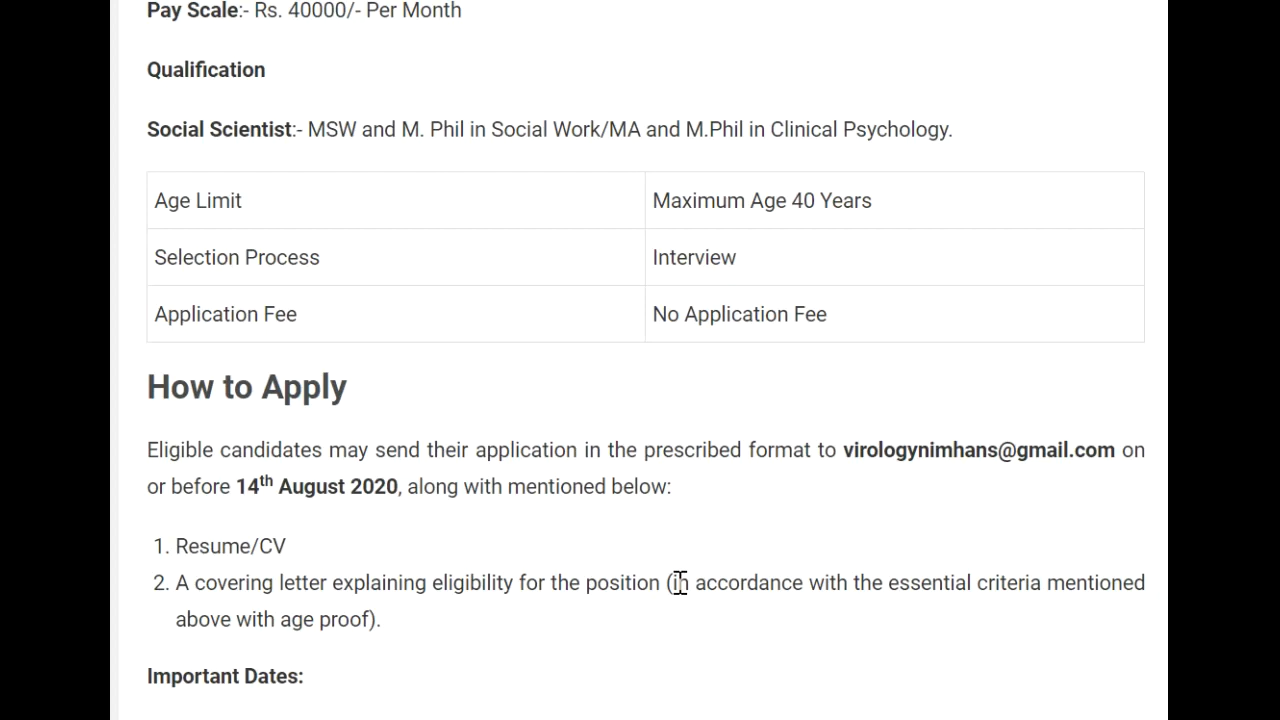 Pay Scale:- Rs. 40000/- Per Month
Qualification
Social Scientist:- MSW and M. Phil in Social Work/MA and M.Phil in Clinical Psychology.
Age Limit Maximum Age 40 Years
Selection Process Interview
Application Fee No Application Fee
How to Apply
Eligible candidates may send their application in the prescribed format to virologynimhans@gmail.com on
or before 14th August 2020, along with mentioned below:
1. Resume/CV
2. A covering letter explaining eligibility for the position (in accordance with the essential criteria mentioned
above with age proof).
Important Dates: